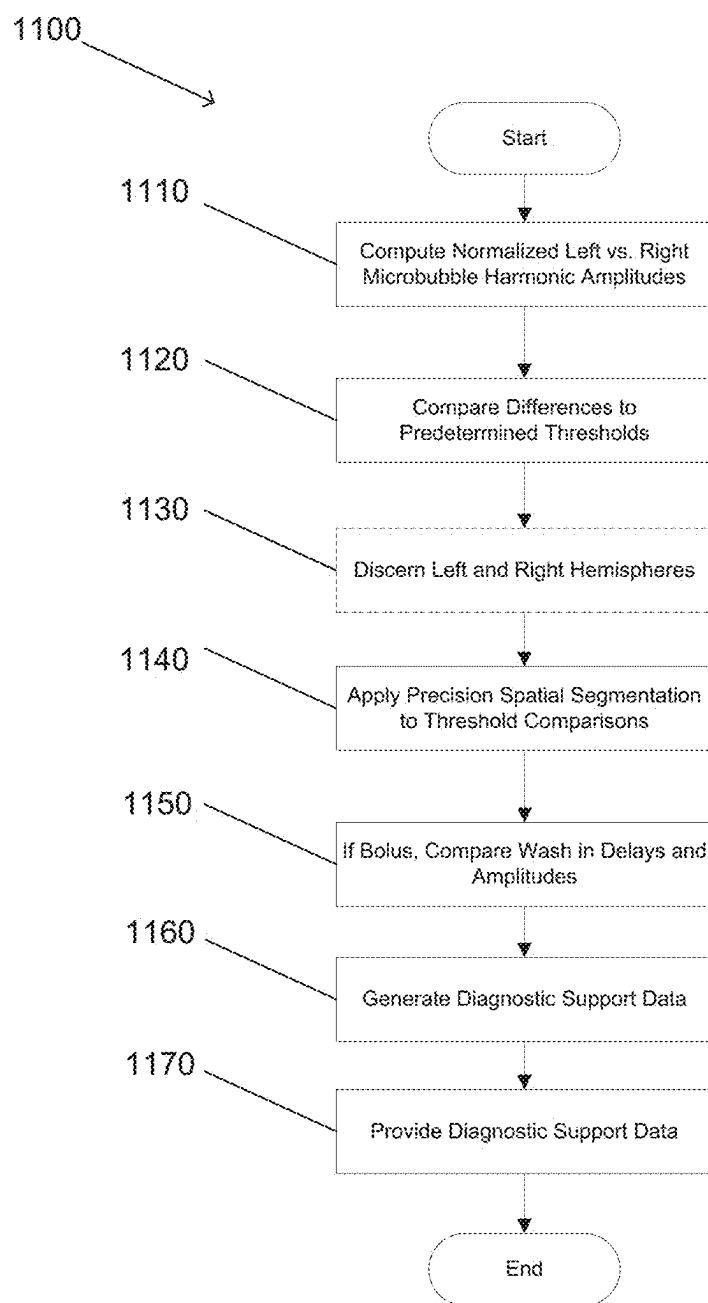 1100
Start
1110
Compute Normalized Left vs. Right
Microbubble Harmonic Amplitudes
1120
Compare Differences to
Predetermined Thresholds
1130
Discern Left and Right Hemispheres
1140
Apply Precision Spatial Segmentation
to Threshold Comparisons
1150
If Bolus, Compare Wash in Delays and
Amplitudes
1160
Generate Diagnostic Support Data
1170
Provide Diagnostic Support Data
End